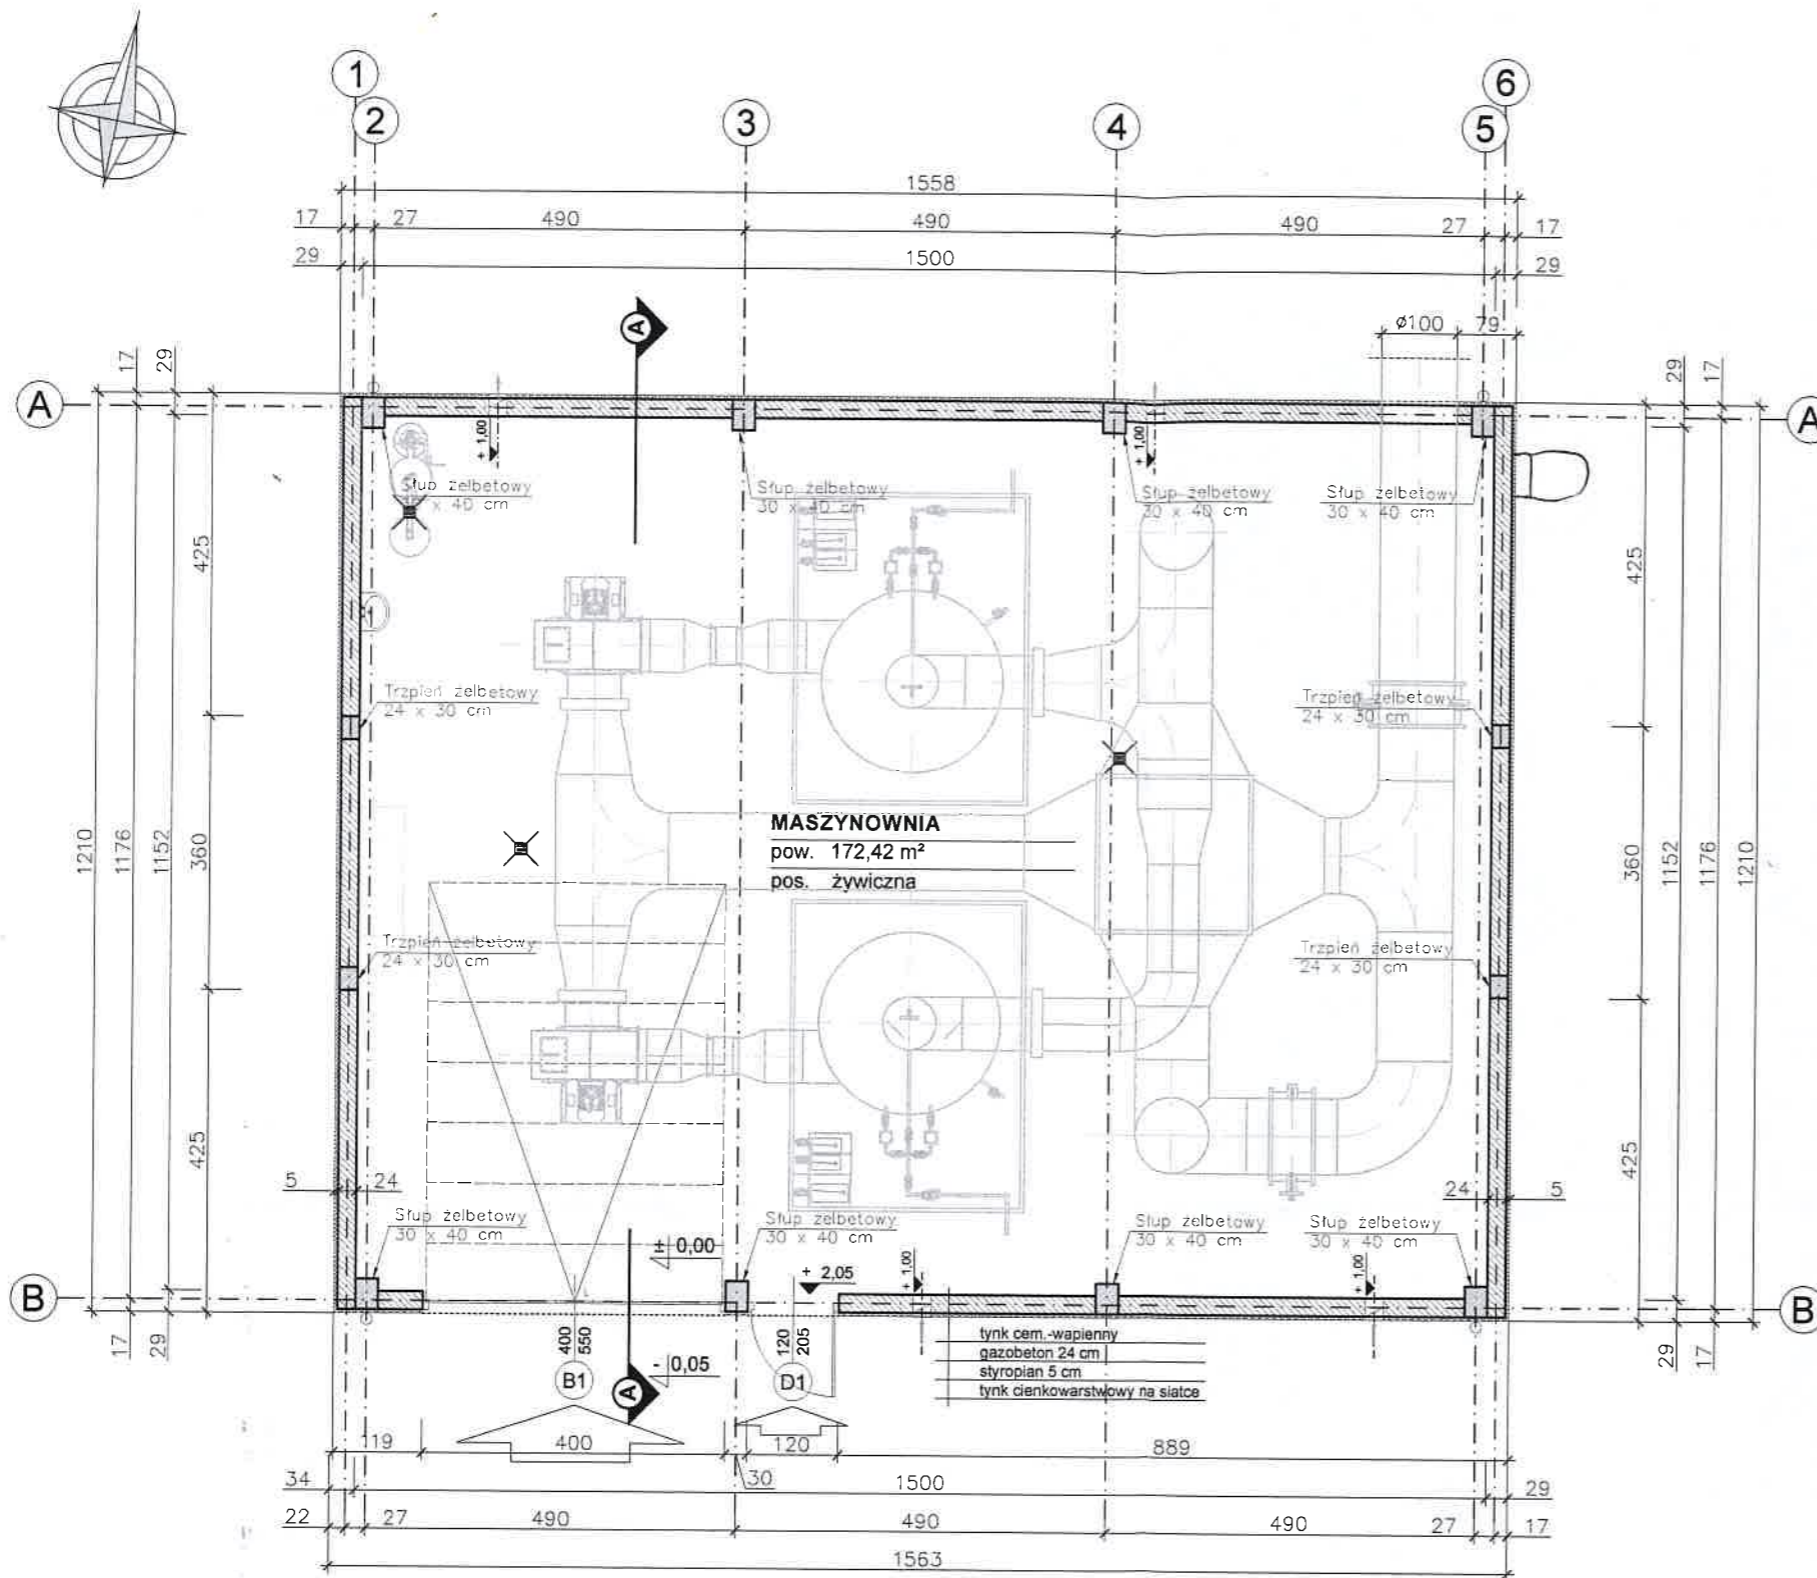 1
6
2
3
4
5
1558
17
27
490
490
490
27
17
29
1500
29
A
ø100
79
17
29
29
17
A
A
+ 1,00
+ 1,00
Słup żelbetowy
x 40 cm
Słup żelbetowy
30 x 40 cm
Słup żelbetowy
30 x 40 cm
Słup żelbetowy
30 x 40 cm
425
425
Trzpień żelbetowy
24 x 30 cm
Trzpień żelbetowy
24 x 30 cm
MASZYNOWNIA
pow. 172,42 m²
pos. żywiczna
1210
1176
1152
360
360
1152
1176
1210
Trzpień żelbetowy
24 x 30 cm
Trzpień żelbetowy
24 x 30 cm
425
425
5
24
24
5
Słup żelbetowy
30 x 40 cm
Słup żelbetowy
30 x 40 cm
Słup żelbetowy
30 x 40 cm
Słup żelbetowy
30 x 40 cm
± 0,00
+ 2,05
+ 1,00
+ 1,00
B
B
17
29
29
17
400
550
120
205
- 0,05
B1
A
D1
tynk cem.-wapienny
gazobeton 24 cm
styropian 5 cm
tynk cienkowarstwowy na siatce
119
400
120
889
30
34
1500
29
22
27
490
490
490
27
17
1563